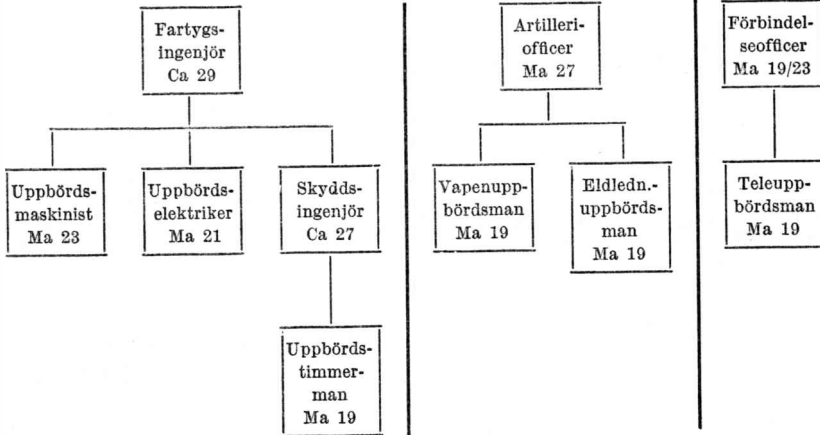 Fartygs-
ingenjör
Ca 29
Artilleri-
officer
Ma 27
Förbindel-
seofficer
Ma 19/23
Uppbörds-
maskinist
Ma 23
Uppbörds-
elektriker
Ma 21
Skydds-
ingenjör
Ca 27
Vapenupp-
bördsman
Ma 19
Eldledn.-
uppbörds-
man
Ma 19
Teleupp-
bördsman
Ma 19
Uppbörds-
timmer-
man
Ma 19